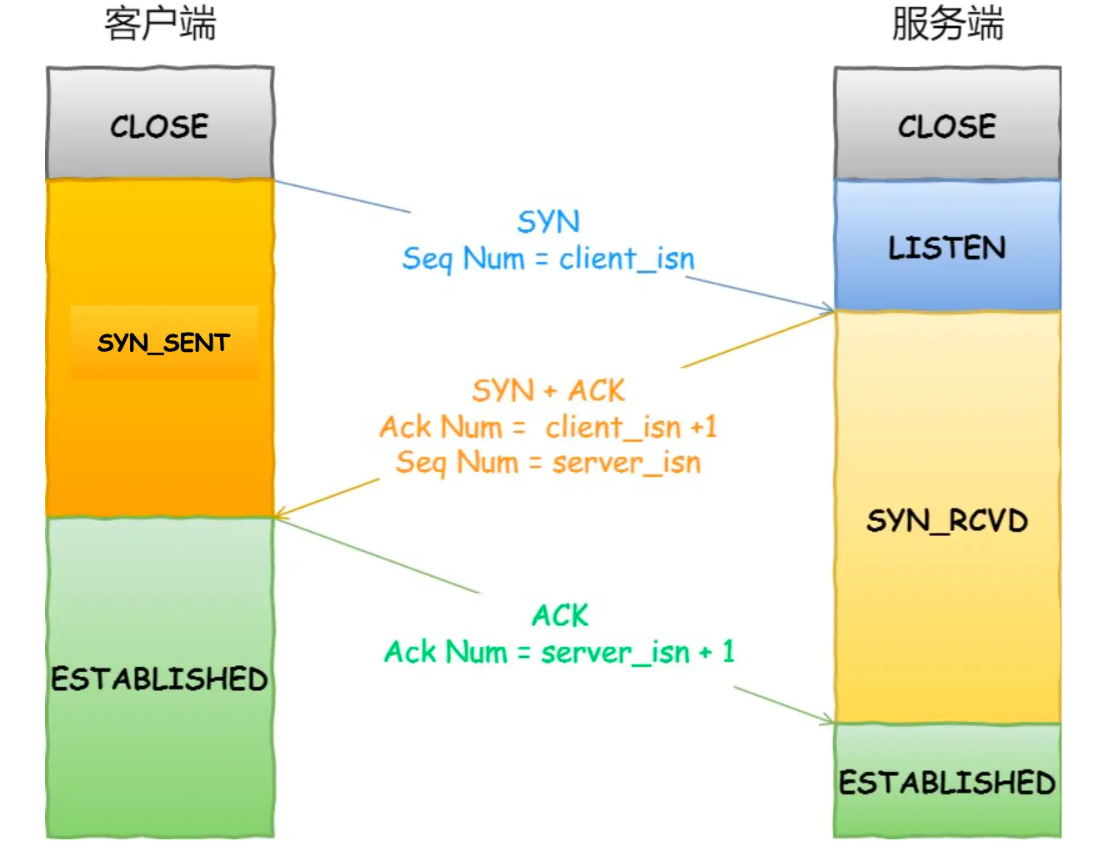 客户端
服务端
CLOSE
CLOSE
SYN
Seq Num = client_isn
LISTEN
SYN_SENT
SYN + ACK
Ack Num = client_isn +1
Seq Num = server_isn
SYN_RCVD
ACK
Ack Num = server_isn + 1
ESTABLISHED
ESTABLISHED